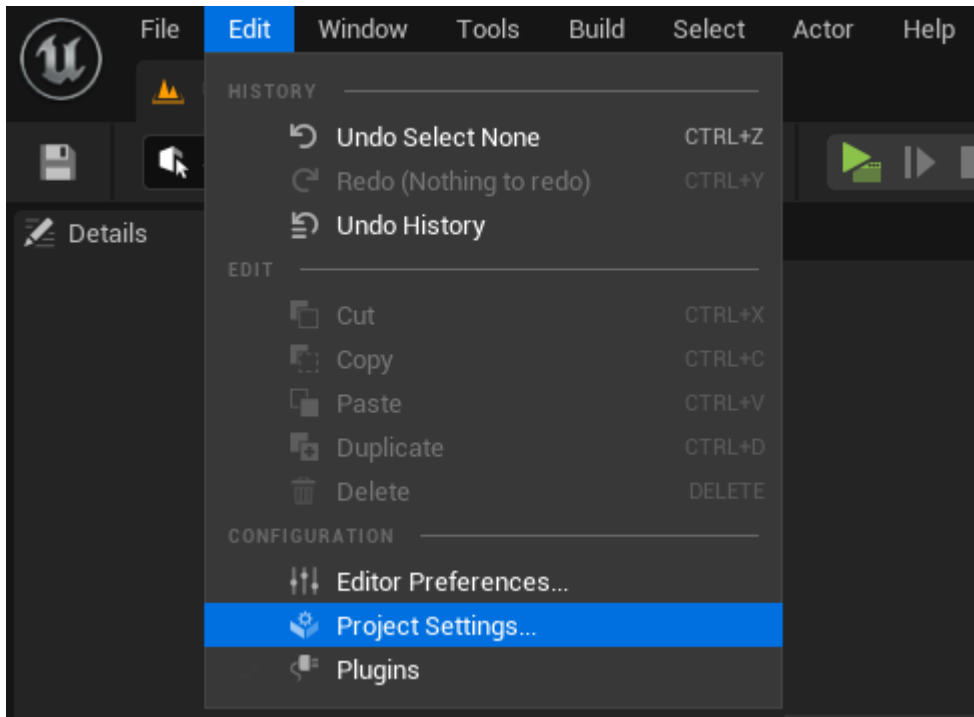 File Edit Window Tools Build Select Actor Help
HISTORY
Undo Select None CTRL+Z
Redo (Nothing to redo) CTRL+Y
Undo History
Details
EDIT
Cut CTRL+X
Copy CTRL+C
Paste CTRL+V
Duplicate CTRL+D
Delete DELETE
CONFIGURATION
Editor Preferences...
Project Settings...
Plugins